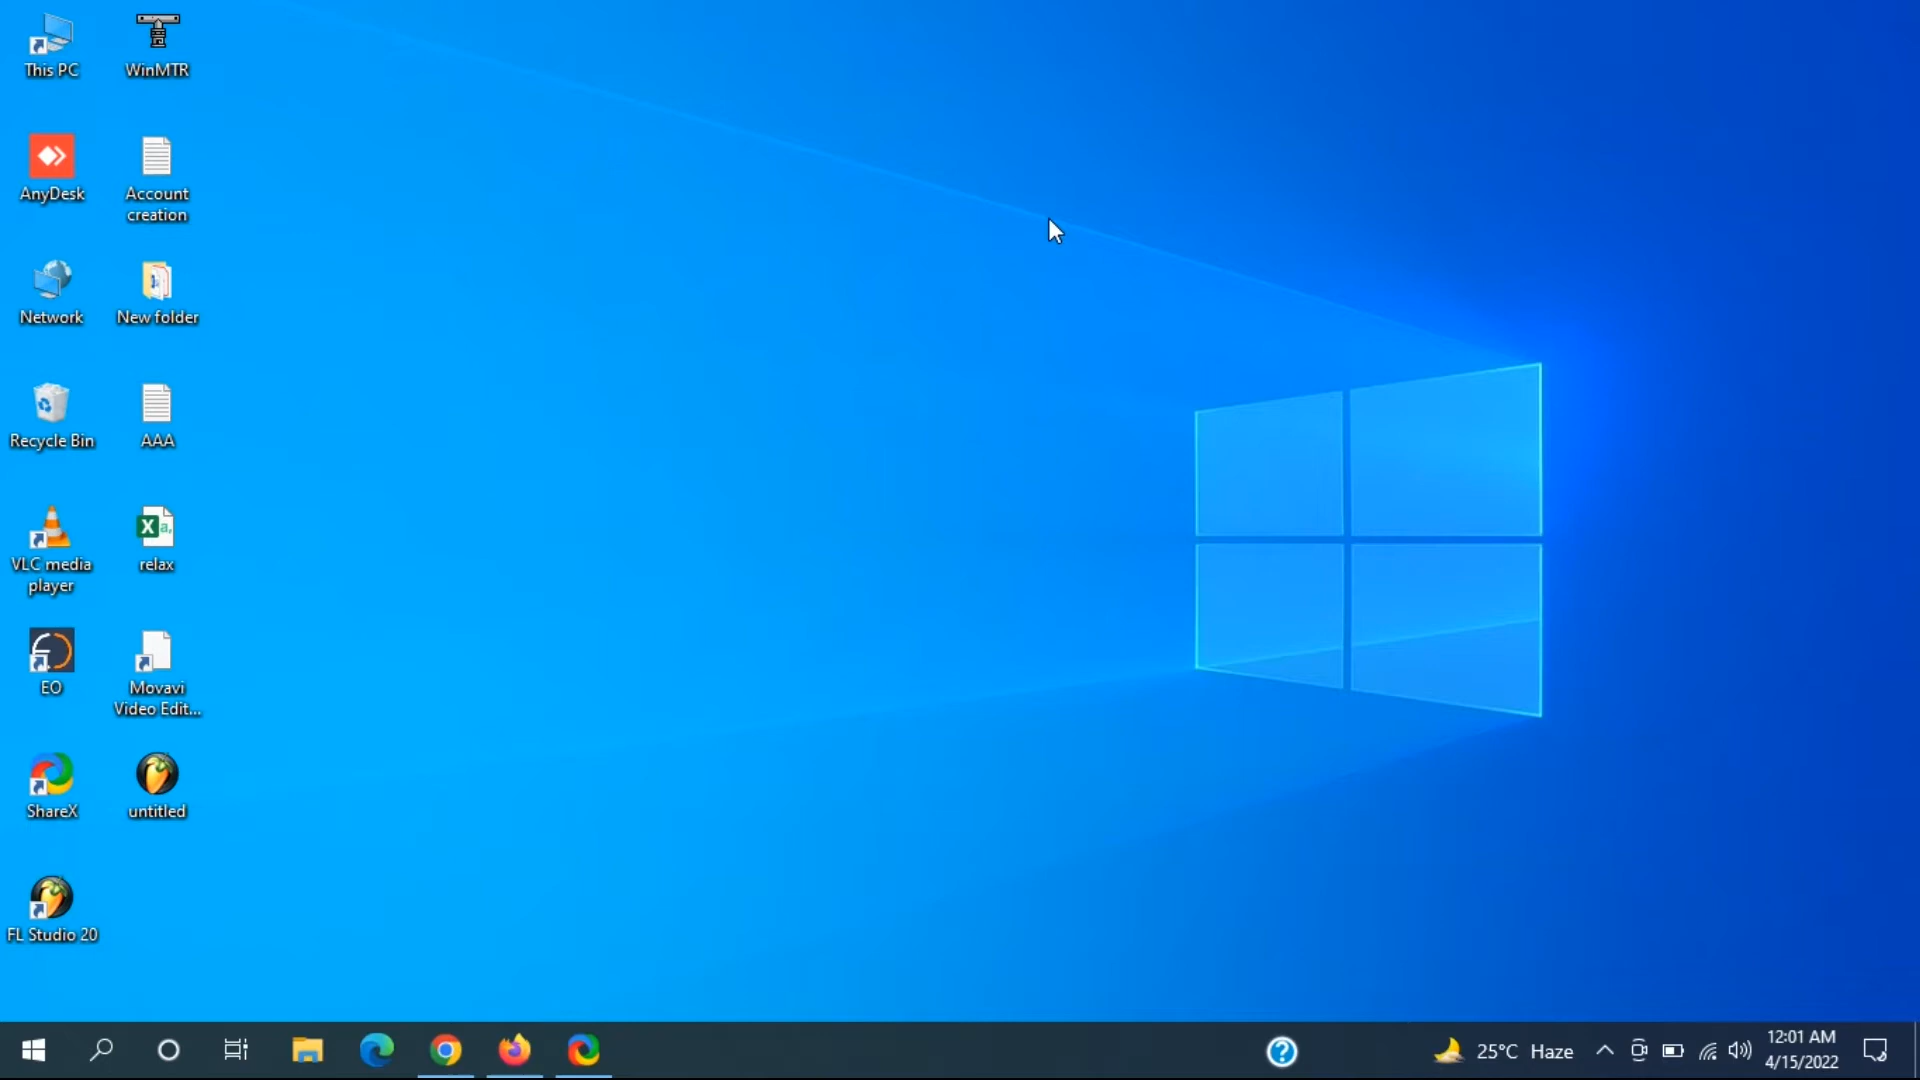 This PC
WinMTR
AnyDesk
Account
creation
Network
New folder
Recycle Bin
AAA
VLC media
player
relax
EO
Movavi
Video Edit...
ShareX
untitled
FL Studio 20
25°C Haze
12:01 AM
4/15/2022